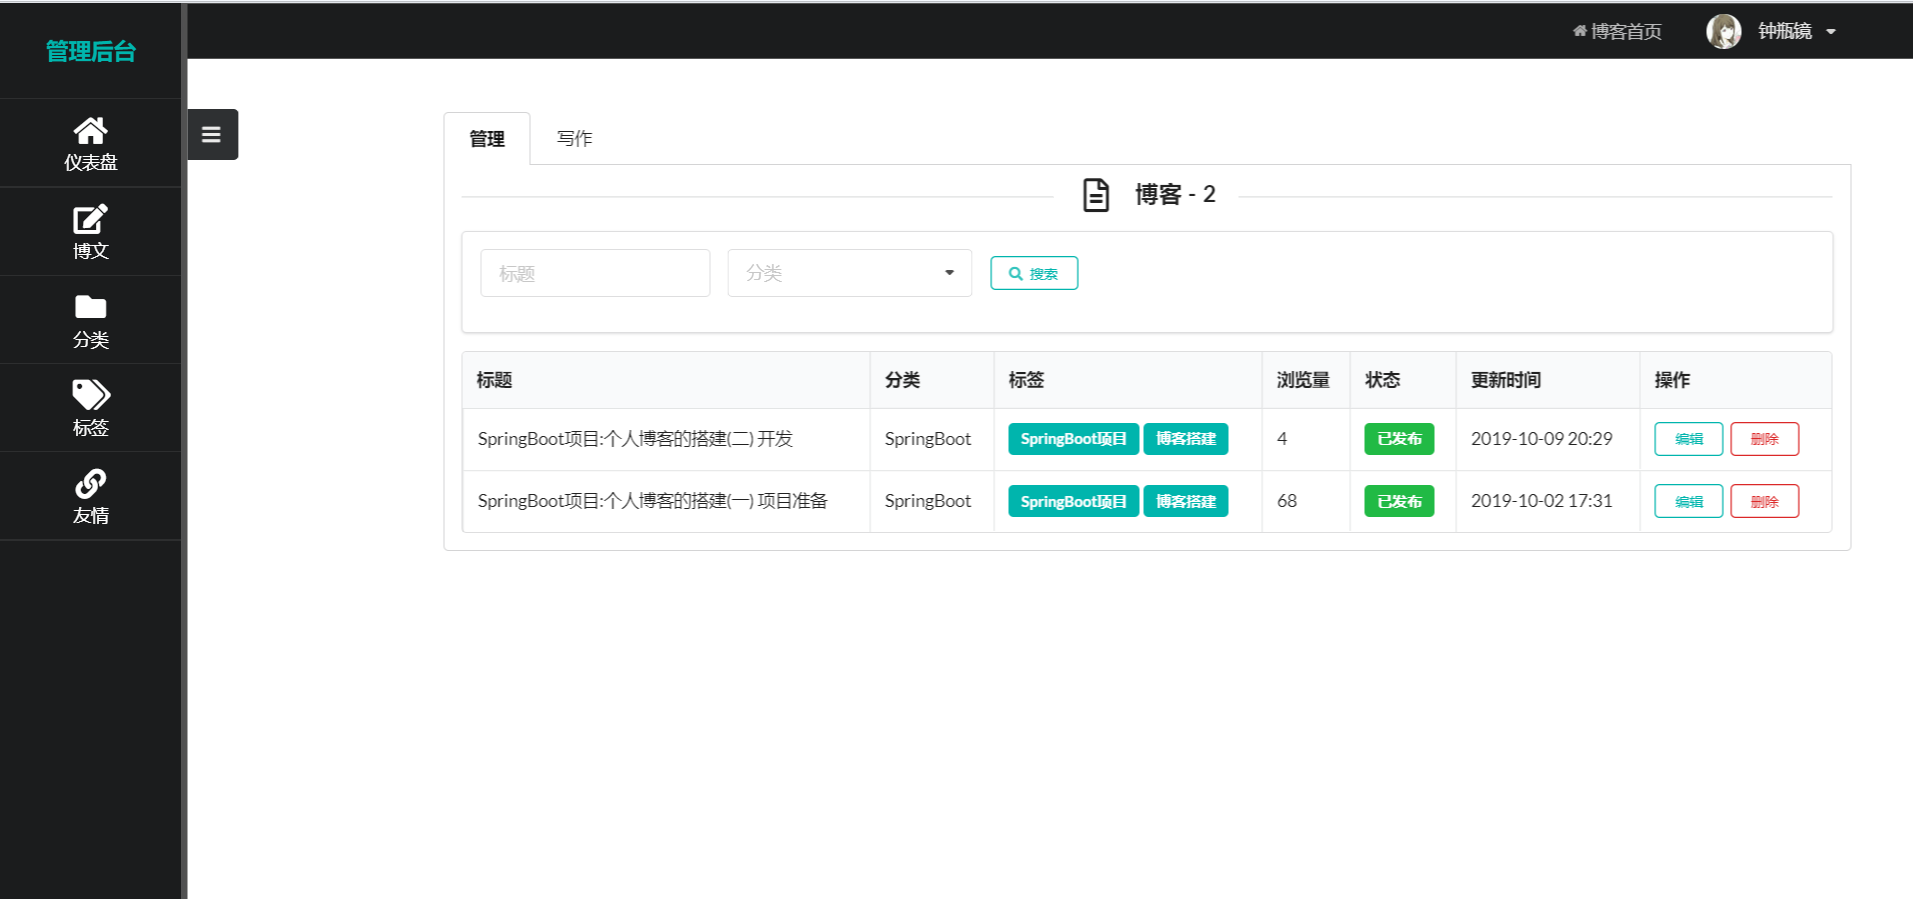 管理后台
博客首页 钟瓶镜
仪表盘
博文
分类
标签
友情
管理 写作
博客 - 2
标题 分类 搜索
标题 分类 标签 浏览量 状态 更新时间 操作
SpringBoot项目:个人博客的搭建(二) 开发 SpringBoot SpringBoot项目 博客搭建 4 已发布 2019-10-09 20:29 编辑 删除
SpringBoot项目:个人博客的搭建(一) 项目准备 SpringBoot SpringBoot项目 博客搭建 68 已发布 2019-10-02 17:31 编辑 删除